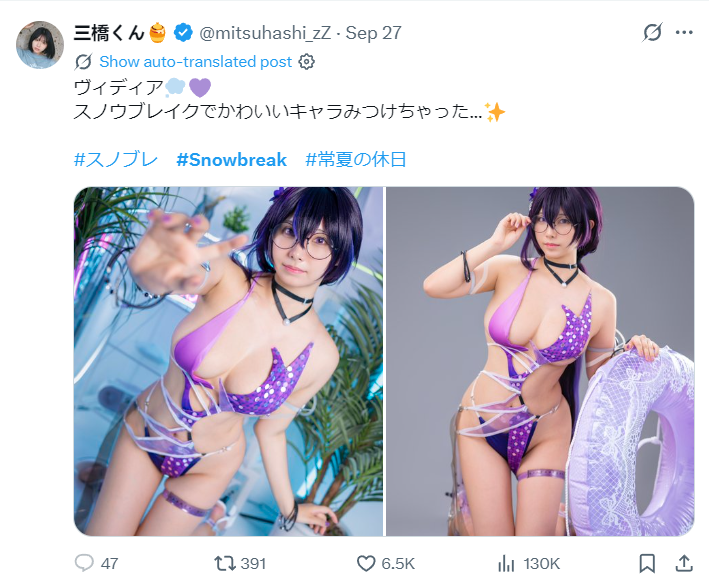 三橋くん🍯 @mitsuhashi_zZ · Sep 27
Show auto-translated post
ヴィディア💭💜
スノウブレイクでかわいいキャラみつけちゃった...✨
#スノブレ #Snowbreak #常夏の休日
47 391 6.5K 130K